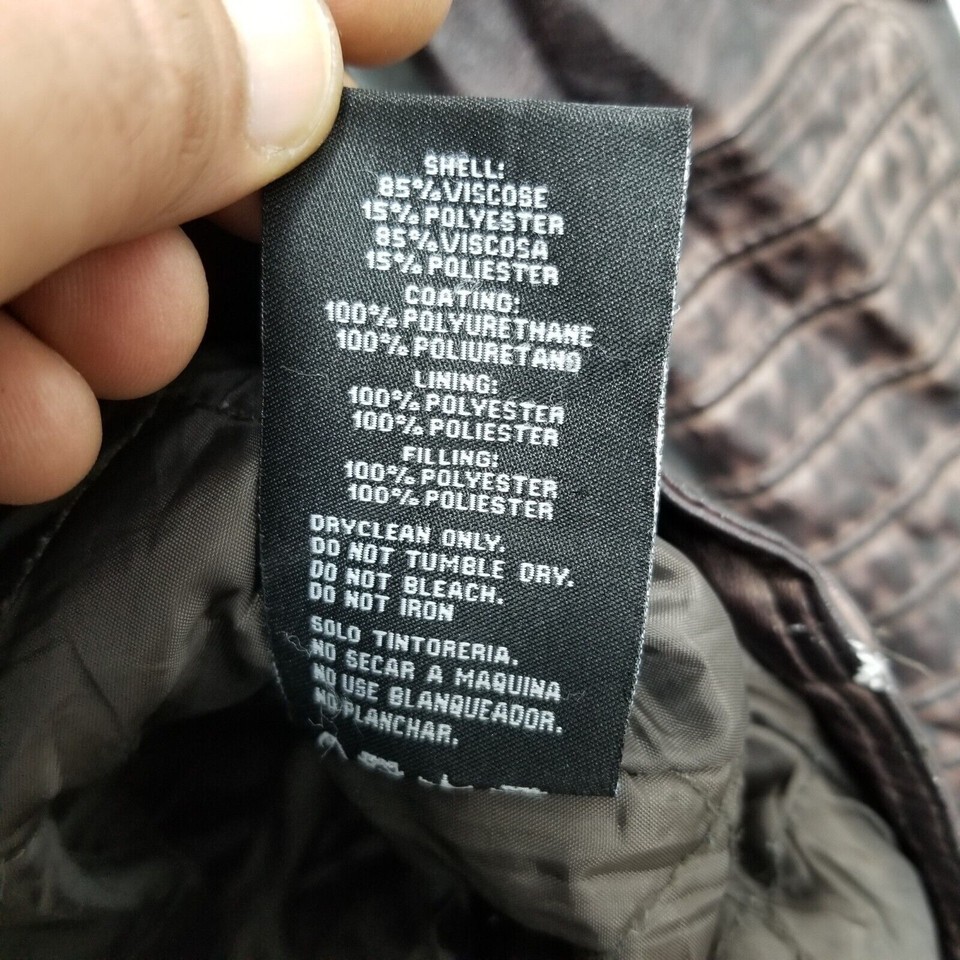 SHELL:
85% VISCOSE
15% POLYESTER
85% VISCOSA
15% POLIESTER
COATING:
100% POLYURETHANE
100% POLIURETANO
LINING:
100% POLYESTER
100% POLIESTER
FILLING:
100% POLYESTER
100% POLIESTER
DRYCLEAN ONLY.
DO NOT TUMBLE DRY.
DO NOT BLEACH.
DO NOT IRON
SOLO TINTORERIA.
NO SECAR A MAQUINA
NO USE BLANQUEADOR.
NO PLANCHAR.